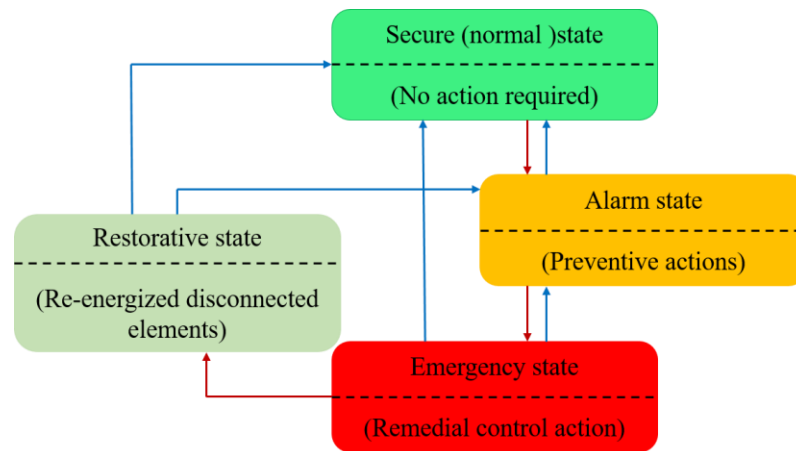 Secure (normal )state
(No action required)
Alarm state
(Preventive actions)
Restorative state
(Re-energized disconnected
elements)
Emergency state
(Remedial control action)